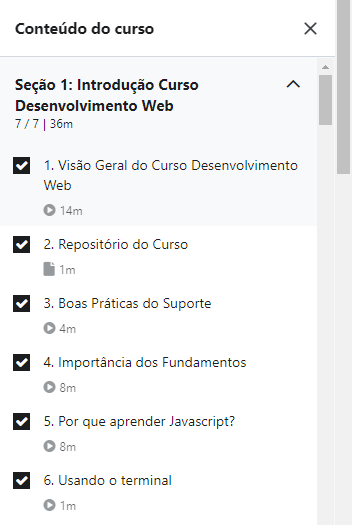 Conteúdo do curso
Seção 1: Introdução Curso
Desenvolvimento Web
7 / 7 | 36m
1. Visão Geral do Curso Desenvolvimento
Web
14m
2. Repositório do Curso
1m
3. Boas Práticas do Suporte
4m
4. Importância dos Fundamentos
8m
5. Por que aprender Javascript?
8m
6. Usando o terminal
1m